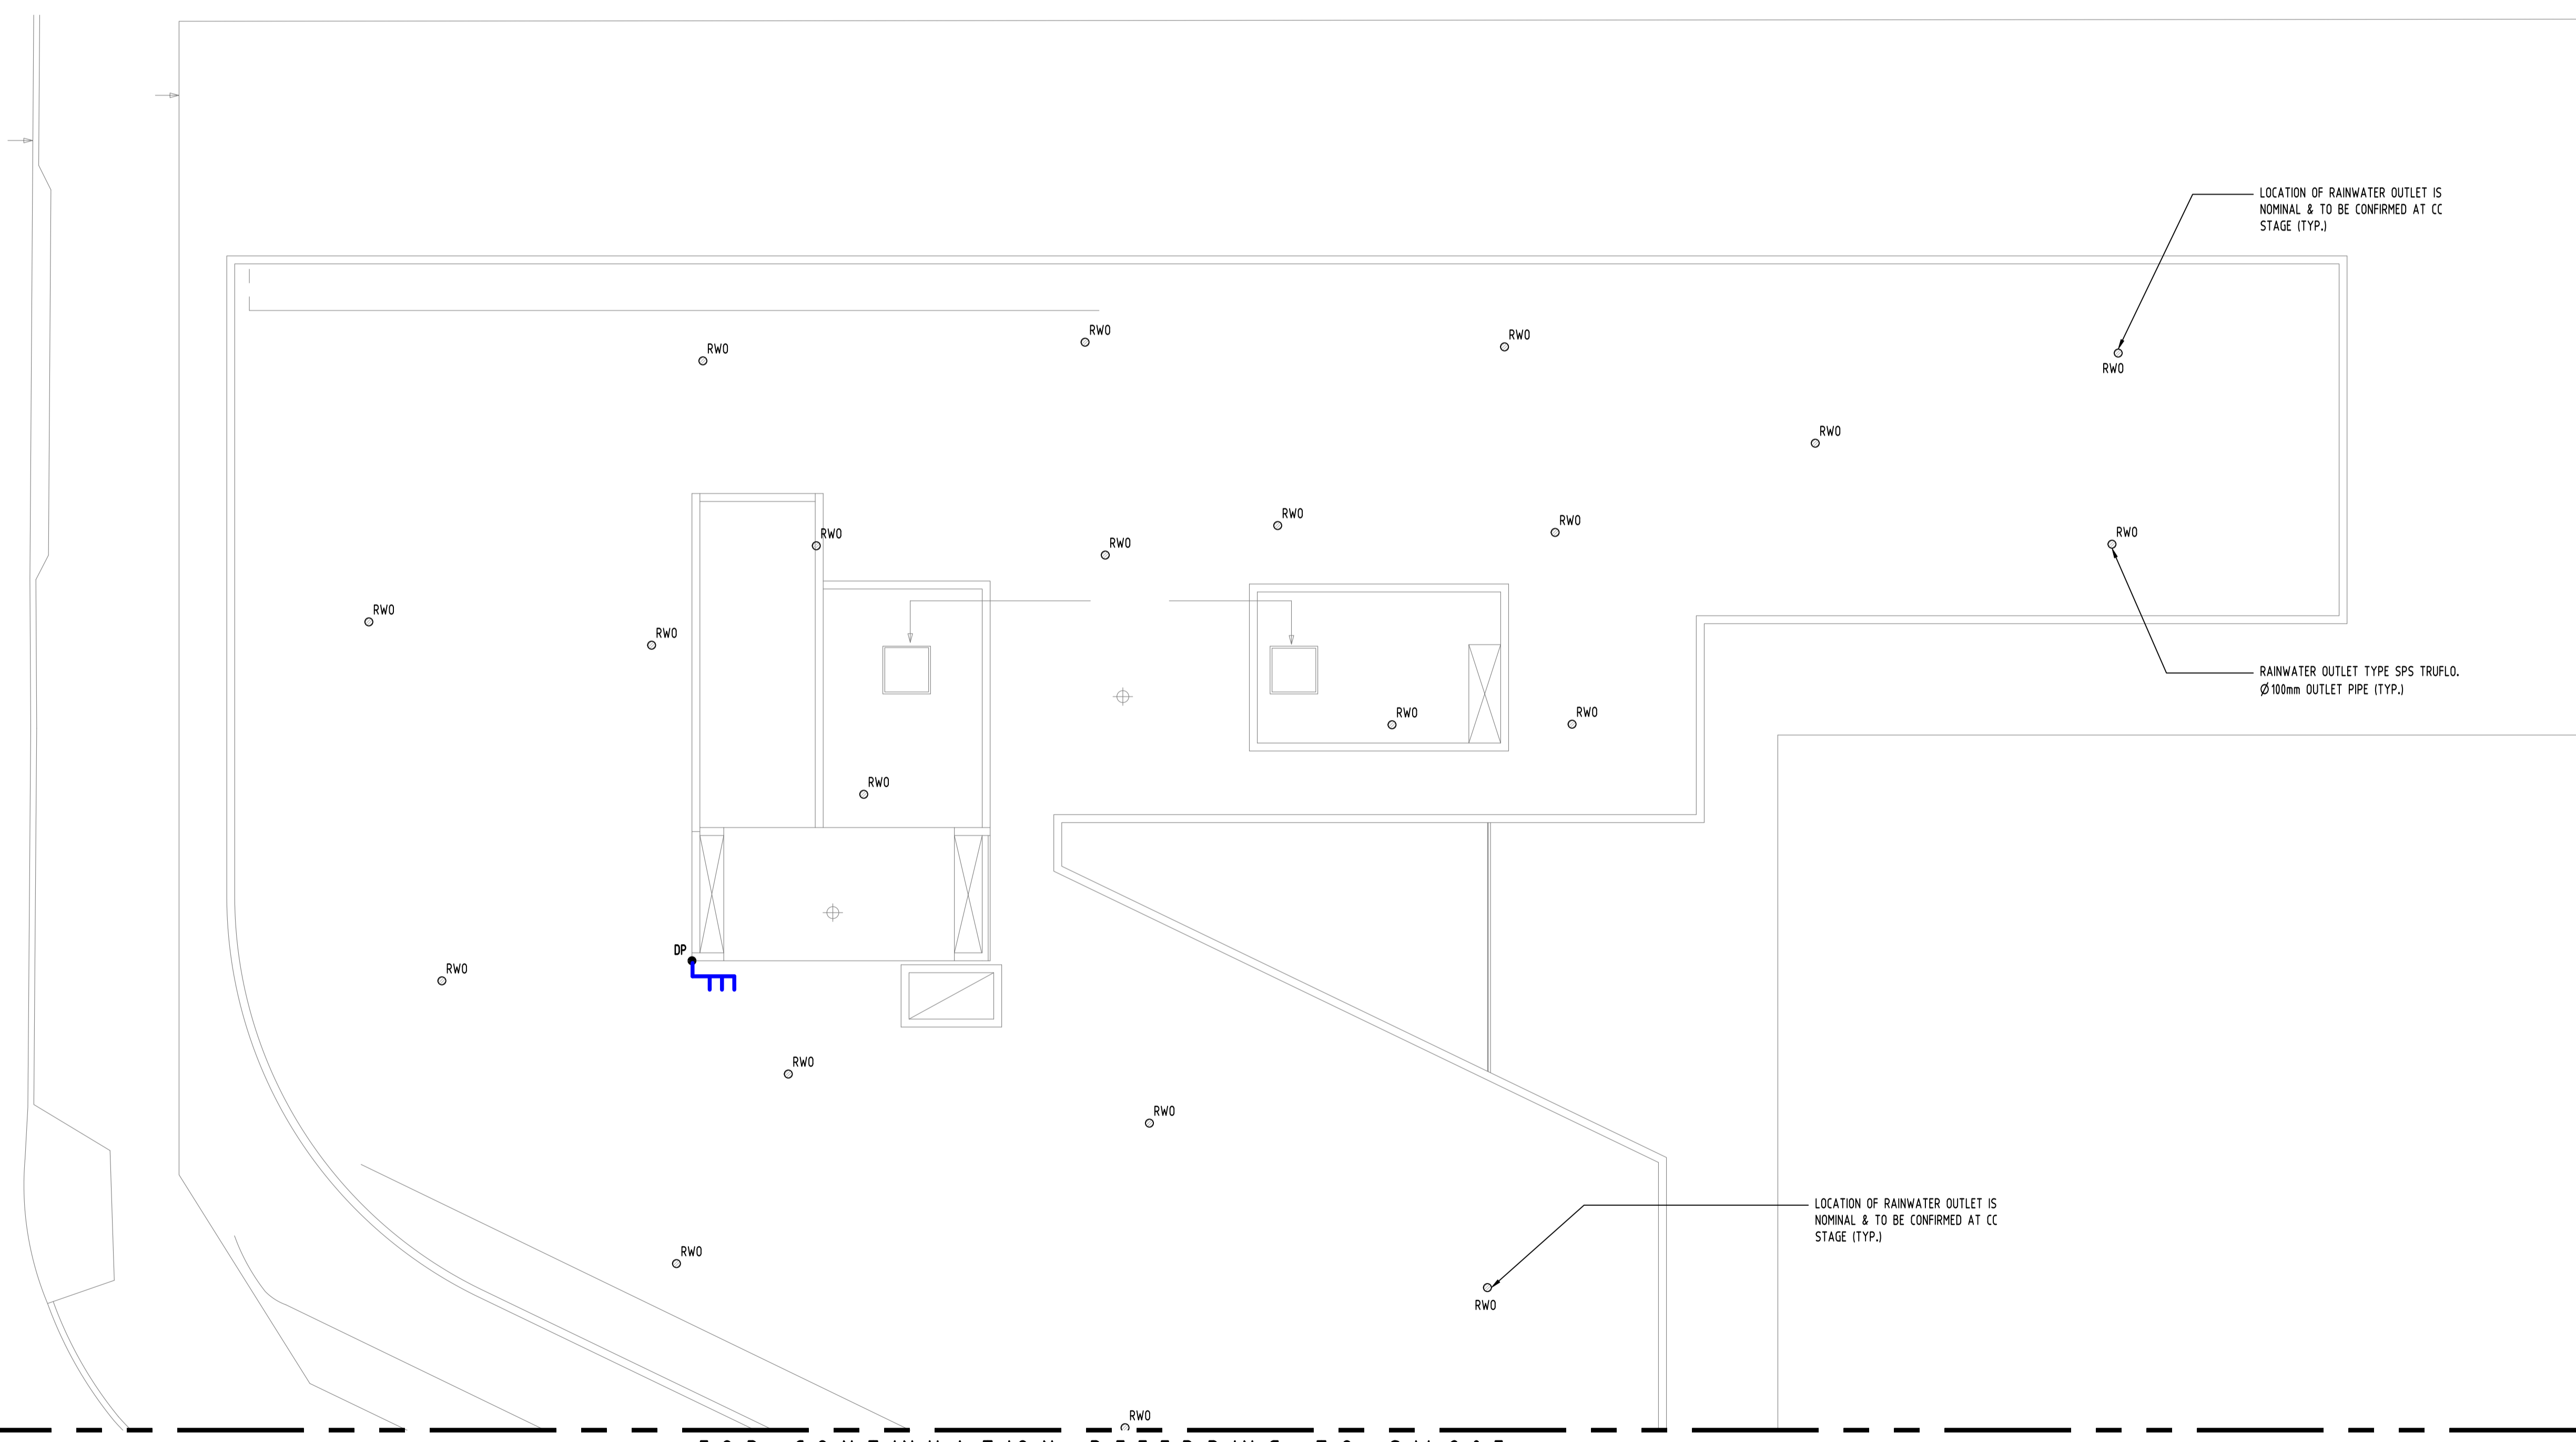 LOCATION OF RAINWATER OUTLET IS
NOMINAL & TO BE CONFIRMED AT CC
STAGE (TYP.)
RWO
RWO
RWO
RWO
RWO
RWO
RWO
RWO
RWO
RWO
RWO
RWO
RWO
RAINWATER OUTLET TYPE SPS TRUFLO.
Ø100mm OUTLET PIPE (TYP.)
RWO
RWO
RWO
DP
RWO
RWO
RWO
LOCATION OF RAINWATER OUTLET IS
NOMINAL & TO BE CONFIRMED AT CC
STAGE (TYP.)
RWO
RWO
RWO